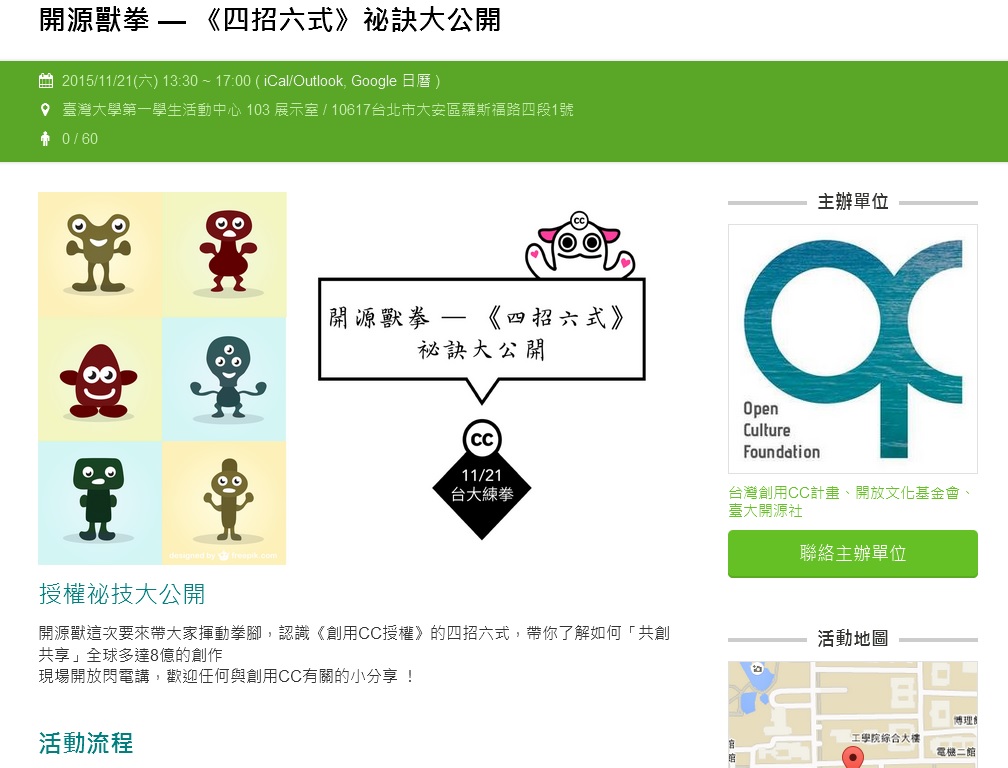 開源獸拳 — 《四招六式》祕訣大公開
2015/11/21(六) 13:30 ~ 17:00 ( iCal/Outlook, Google 日曆 )
臺灣大學第一學生活動中心 103 展示室 / 10617台北市大安區羅斯福路四段1號
0 / 60
cc
開源獸拳 — 《四招六式》
祕訣大公開
cc
11/21
台大練拳
designed by freepik.com
授權祕技大公開
開源獸這次要來帶大家揮動拳腳，認識《創用CC授權》的四招六式，帶你了解如何「共創
共享」全球多達8億的創作
現場開放閃電講，歡迎任何與創用CC有關的小分享 ！
活動流程
主辦單位
Open
Culture
Foundation
台灣創用CC計畫、開放文化基金會、
臺大開源社
聯絡主辦單位
活動地圖
博理館
工學院綜合大樓
電機二館